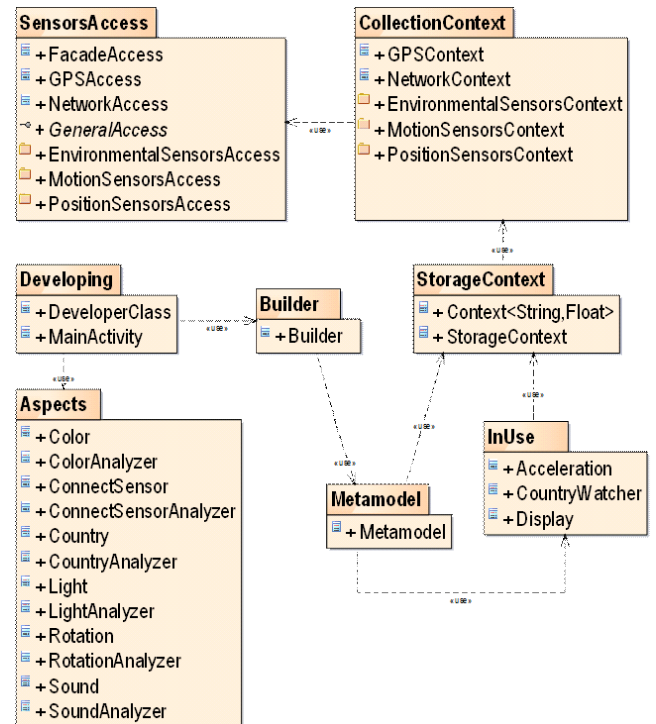 SensorsAccess
+ FacadeAccess
+ GPSAccess
+ NetworkAccess
+ GeneralAccess
+ EnvironmentalSensorsAccess
+ MotionSensorsAccess
+ PositionSensorsAccess
«use»
CollectionContext
+ GPSContext
+ NetworkContext
+ EnvironmentalSensorsContext
+ MotionSensorsContext
+ PositionSensorsContext
«use»
Developing
+ DeveloperClass
+ MainActivity
«use»
Builder
+ Builder
StorageContext
+ Context<String,Float>
+ StorageContext
«use»
«use»
«use»
«use»
Aspects
+ Color
+ ColorAnalyzer
+ ConnectSensor
+ ConnectSensorAnalyzer
+ Country
+ CountryAnalyzer
+ Light
+ LightAnalyzer
+ Rotation
+ RotationAnalyzer
+ Sound
+ SoundAnalyzer
Metamodel
+ Metamodel
InUse
+ Acceleration
+ CountryWatcher
+ Display
«use»